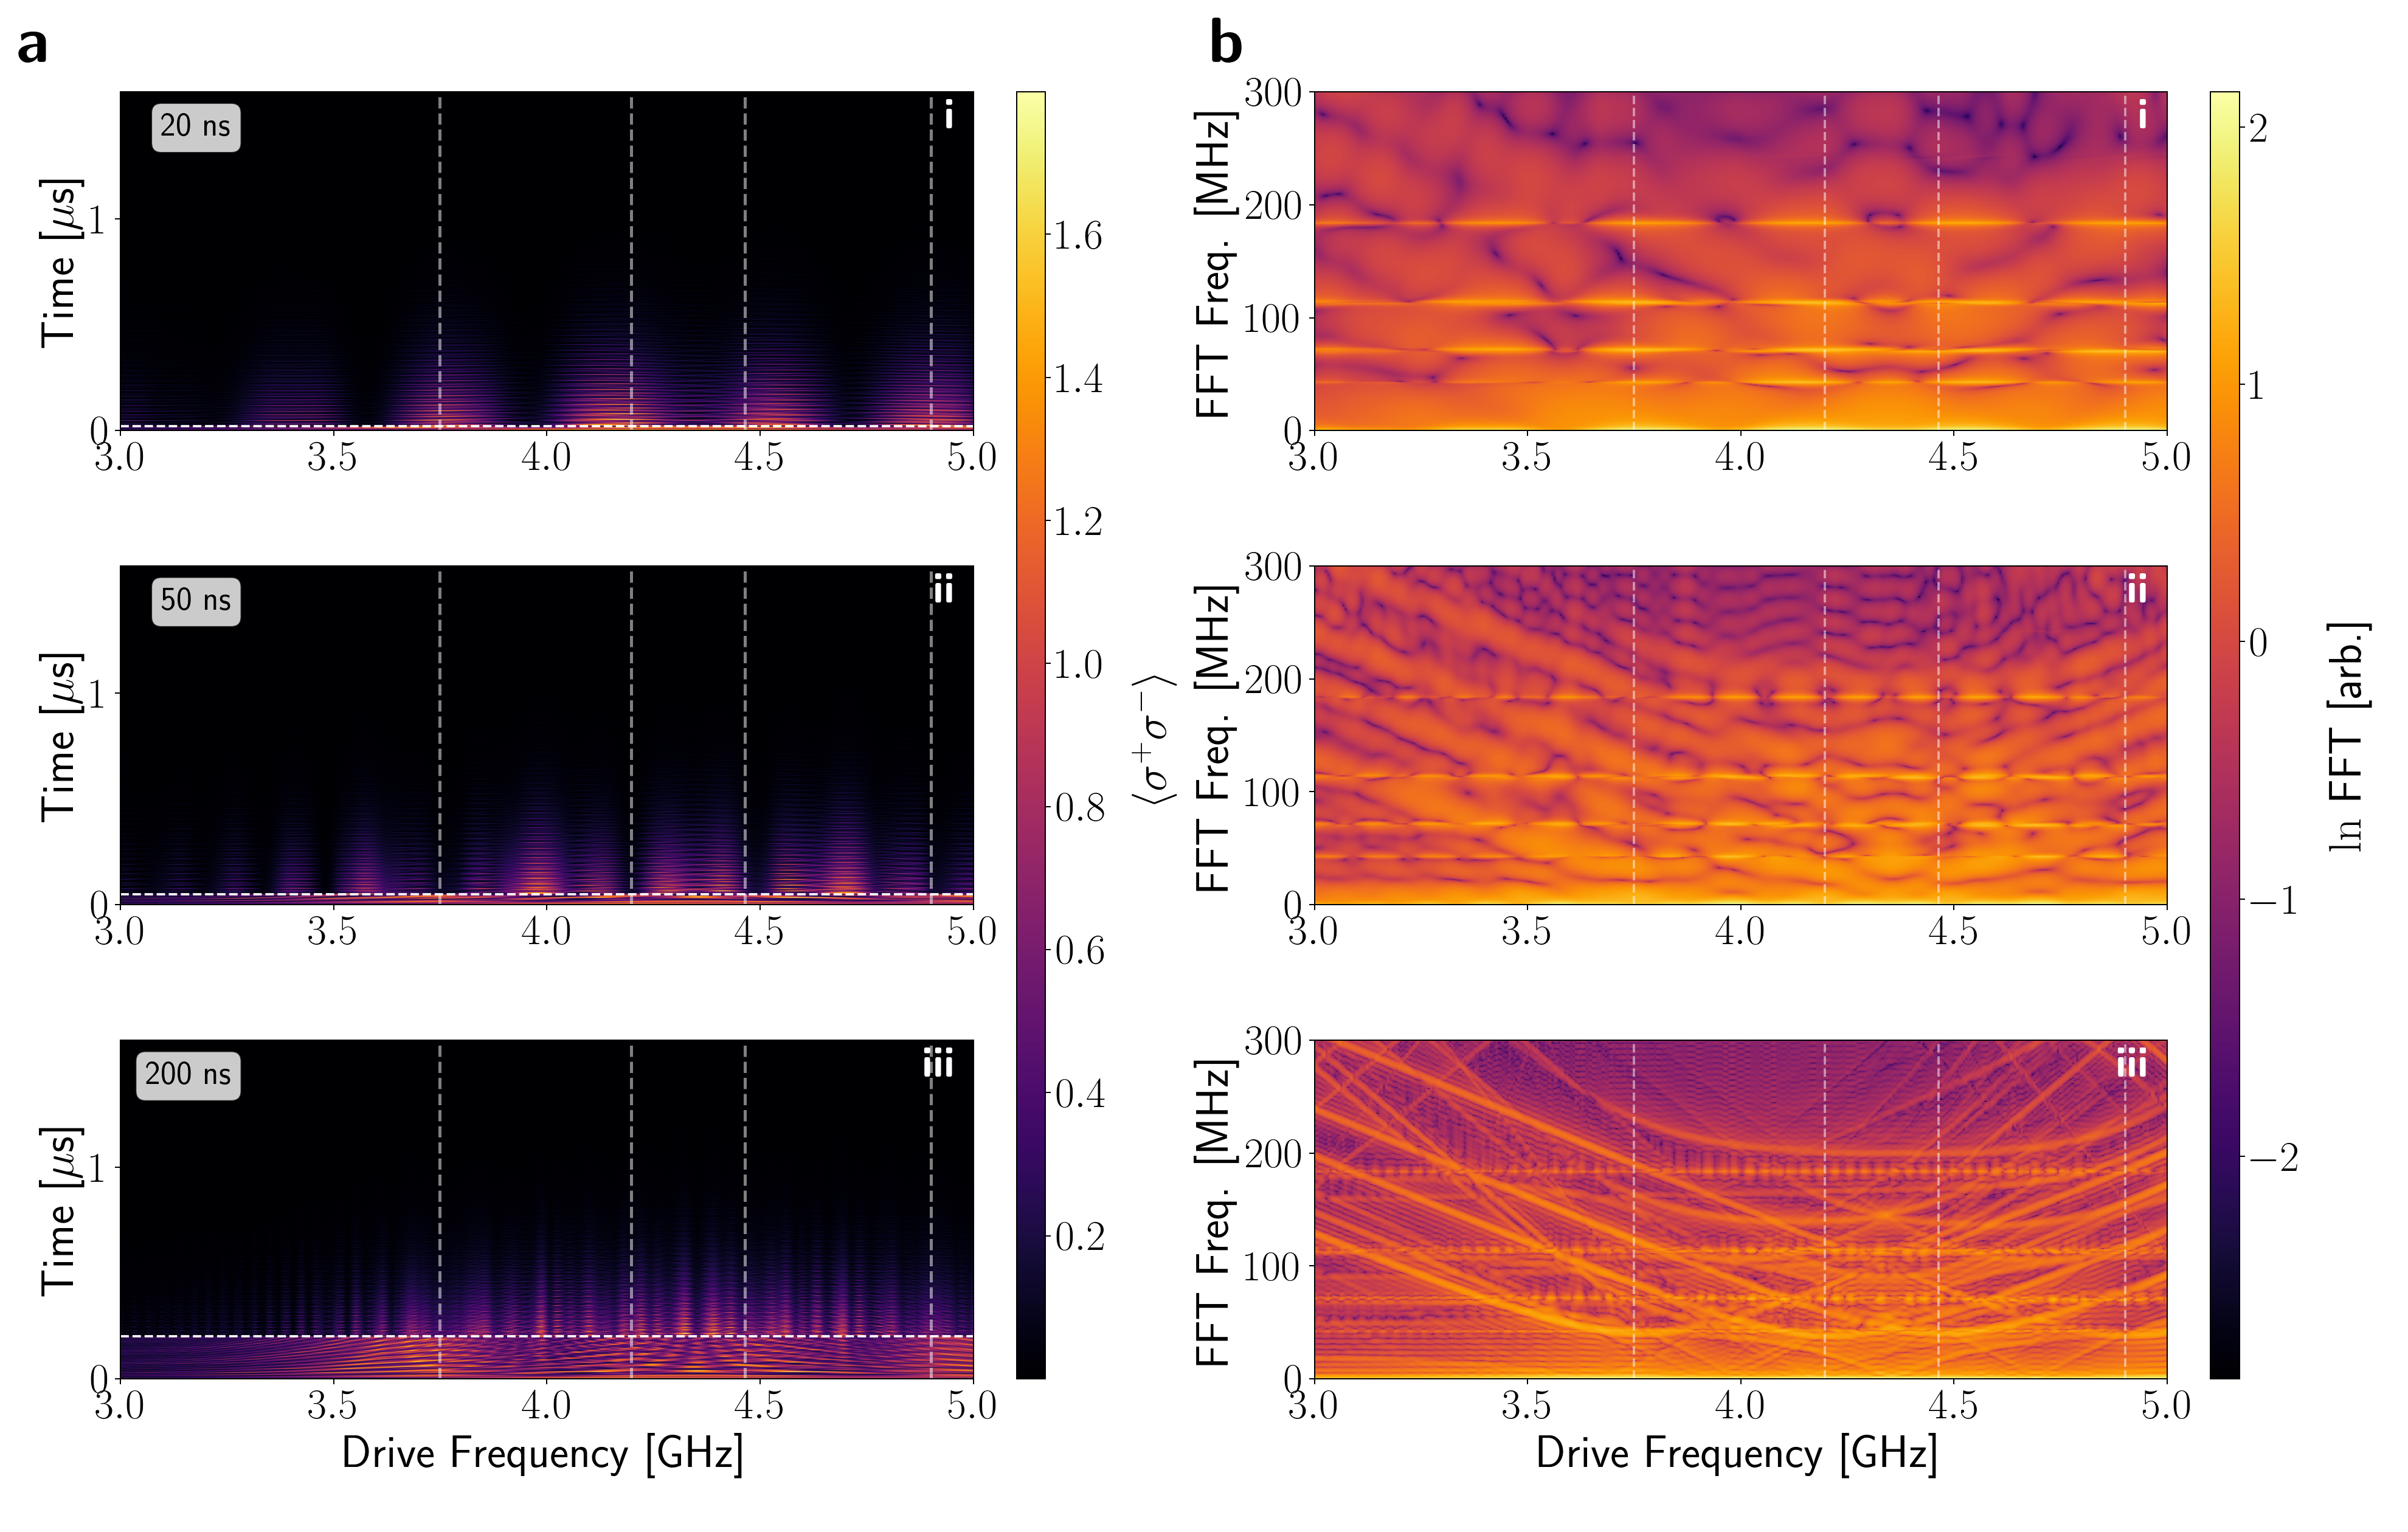 a
b
20 ns
i
Time [μs]
1
0
3.0 3.5 4.0 4.5 5.0
50 ns
ii
Time [μs]
1
0
3.0 3.5 4.0 4.5 5.0
200 ns
iii
Time [μs]
1
0
3.0 3.5 4.0 4.5 5.0
Drive Frequency [GHz]
1.6
1.4
1.2
1.0
0.8
0.6
0.4
0.2
⟨σ⁺σ⁻⟩
i
FFT Freq. [MHz]
300
200
100
0
3.0 3.5 4.0 4.5 5.0
ii
FFT Freq. [MHz]
300
200
100
0
3.0 3.5 4.0 4.5 5.0
iii
FFT Freq. [MHz]
300
200
100
0
3.0 3.5 4.0 4.5 5.0
Drive Frequency [GHz]
2
1
0
−1
−2
ln FFT [arb.]